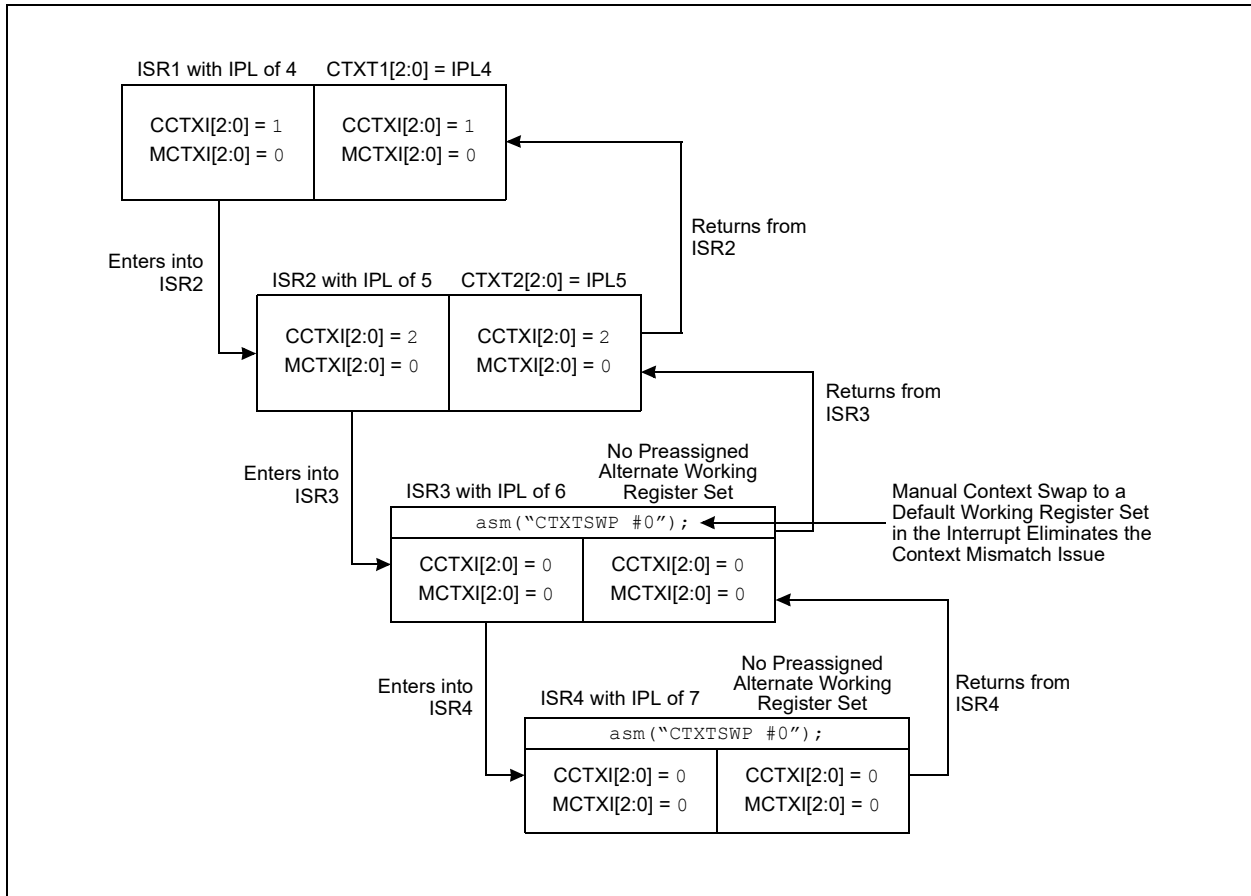 ISR1 with IPL of 4
CTXT1[2:0] = IPL4
CCTXI[2:0] = 1
MCTXI[2:0] = 0
CCTXI[2:0] = 1
MCTXI[2:0] = 0
Enters into
ISR2
Returns from
ISR2
ISR2 with IPL of 5
CTXT2[2:0] = IPL5
CCTXI[2:0] = 2
MCTXI[2:0] = 0
CCTXI[2:0] = 2
MCTXI[2:0] = 0
Enters into
ISR3
Returns from
ISR3
ISR3 with IPL of 6
No Preassigned
Alternate Working
Register Set
asm(“CTXTSWP #0”);
Manual Context Swap to a
Default Working Register Set
in the Interrupt Eliminates the
Context Mismatch Issue
CCTXI[2:0] = 0
MCTXI[2:0] = 0
CCTXI[2:0] = 0
MCTXI[2:0] = 0
Enters into
ISR4
Returns from
ISR4
ISR4 with IPL of 7
No Preassigned
Alternate Working
Register Set
asm(“CTXTSWP #0”);
CCTXI[2:0] = 0
MCTXI[2:0] = 0
CCTXI[2:0] = 0
MCTXI[2:0] = 0